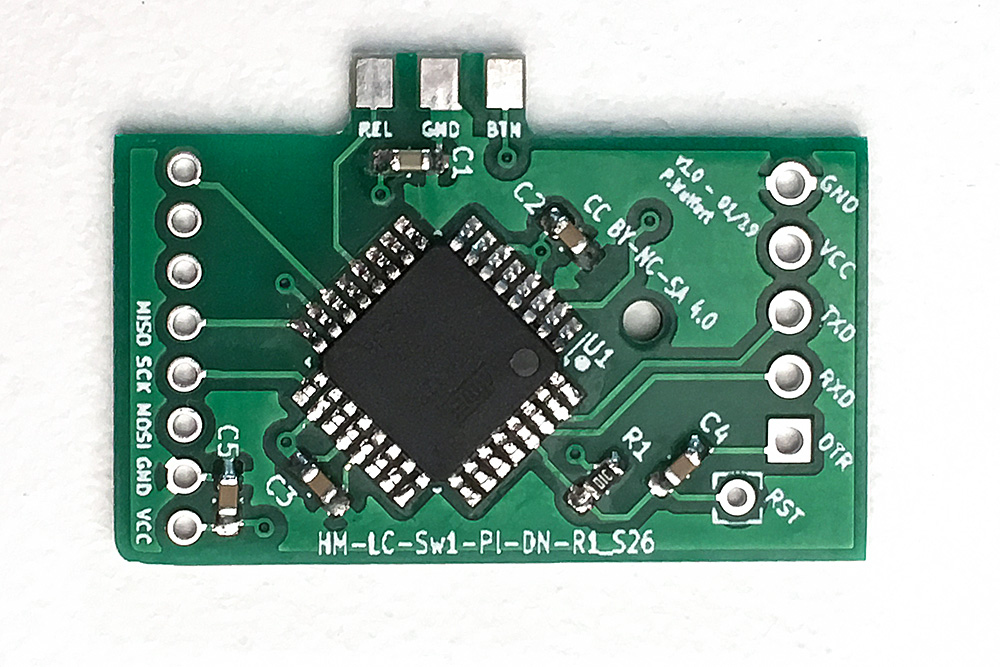 REL GND BTN
C1
C2
CC BY-NC-SA 4.0
V1.0 - 01/19
GND
VCC
TXD
RXD
DTR
RST
MISO SCK MOSI GND VCC
U1
C5
C3
R1
C4
HM-LC-Sw1-Pl-DN-R1_S26